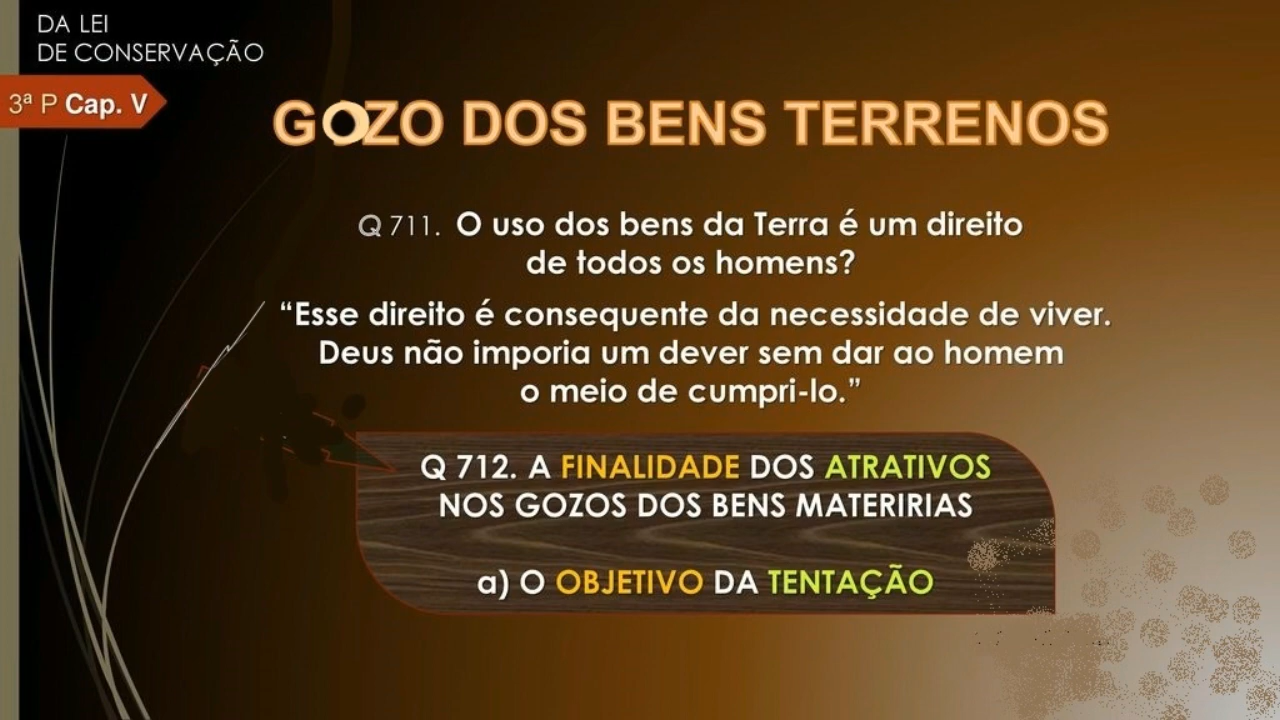 DA LEI
DE CONSERVAÇÃO
3ª P Cap. V
GOZO DOS BENS TERRENOS
Q 711. O uso dos bens da Terra é um direito
de todos os homens?
“Esse direito é consequente da necessidade de viver.
Deus não imporia um dever sem dar ao homem
o meio de cumpri-lo.”
Q 712. A FINALIDADE DOS ATRATIVOS
NOS GOZOS DOS BENS MATERIRIAS
a) O OBJETIVO DA TENTAÇÃO